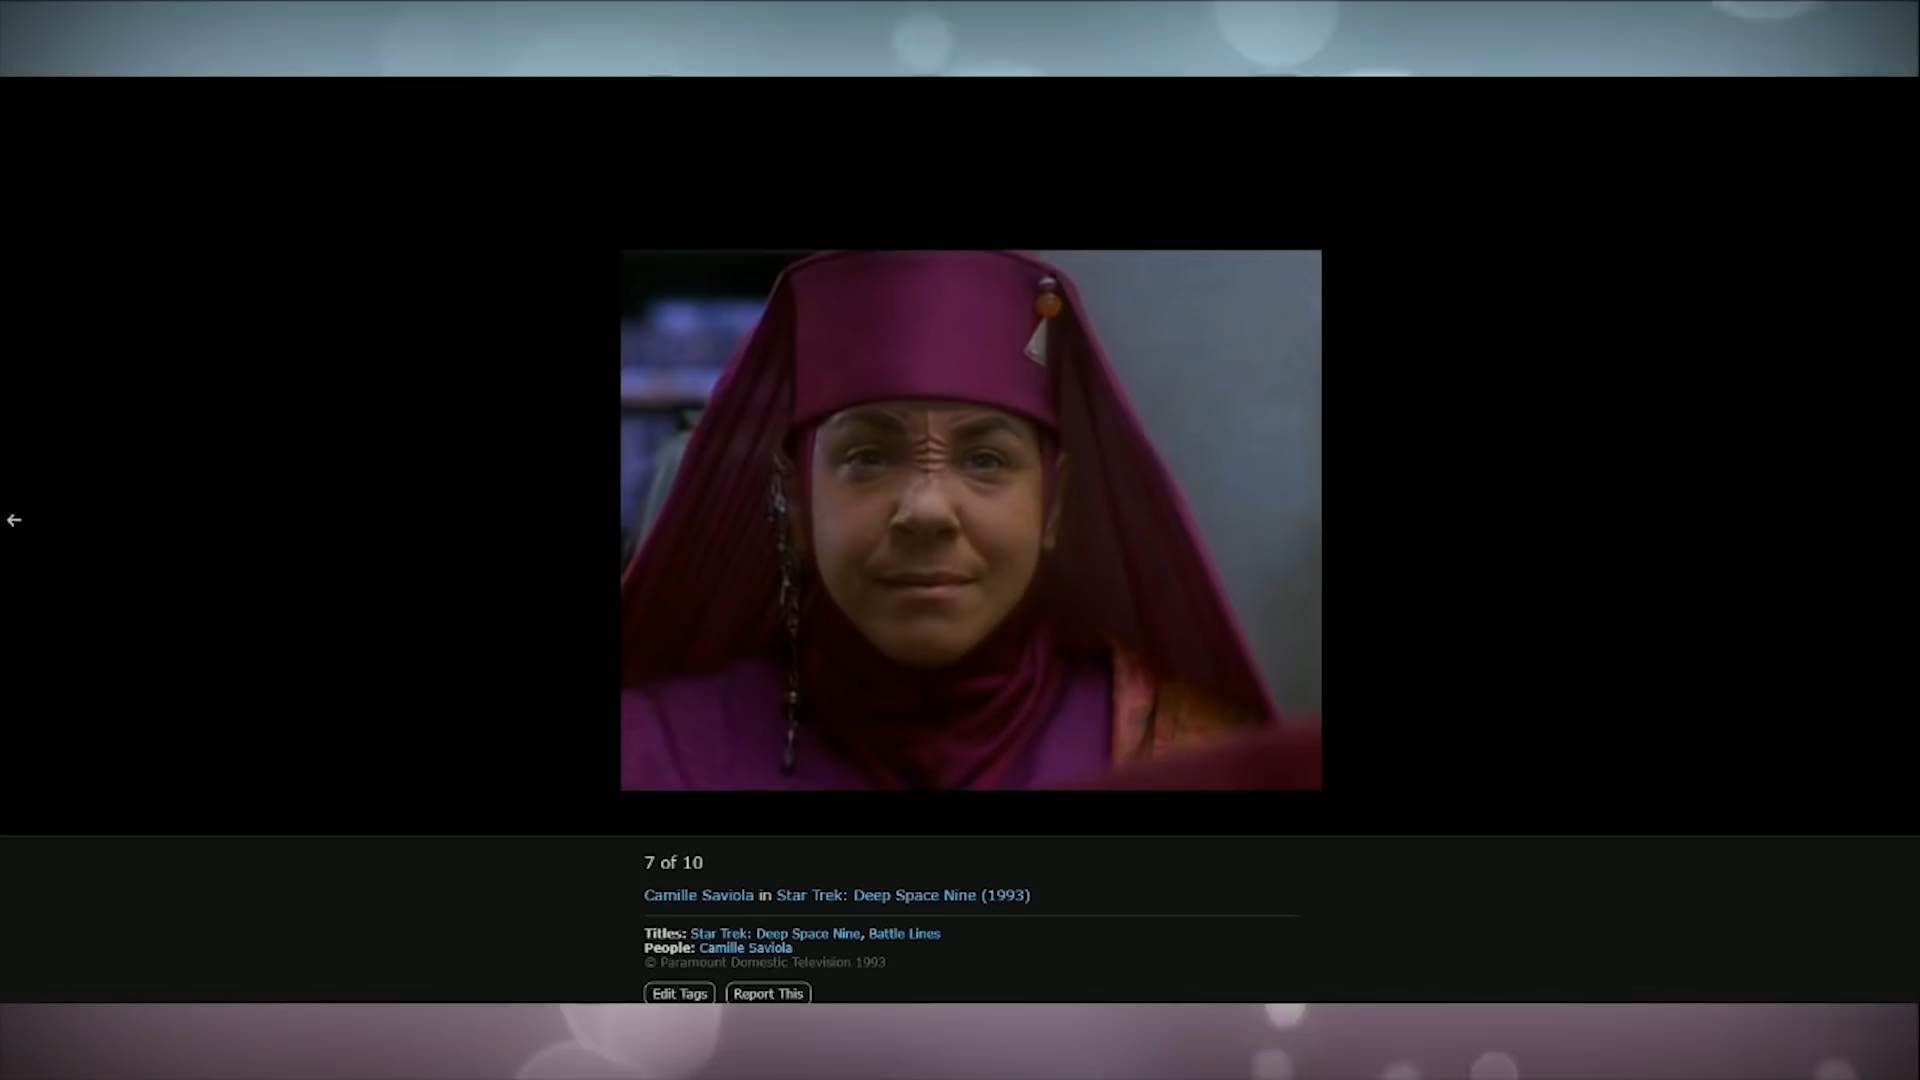 7 of 10
Camille Saviola in Star Trek: Deep Space Nine (1993)
Titles: Star Trek: Deep Space Nine, Battle Lines
People: Camille Saviola
© Paramount Domestic Television 1993
Edit Tags Report This